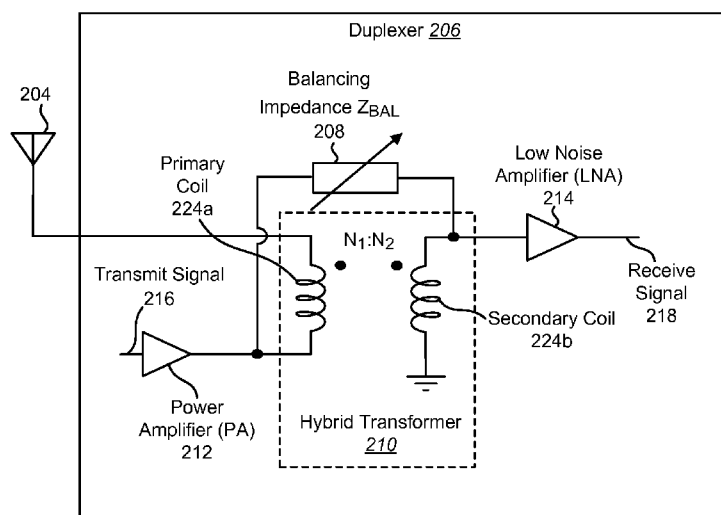 Duplexer 206
204
Balancing
Impedance ZBAL
208
Primary
Coil
224a
Low Noise
Amplifier (LNA)
214
N1:N2
Transmit Signal
216
Receive
Signal
218
Secondary Coil
224b
Power
Amplifier (PA)
212
Hybrid Transformer
210